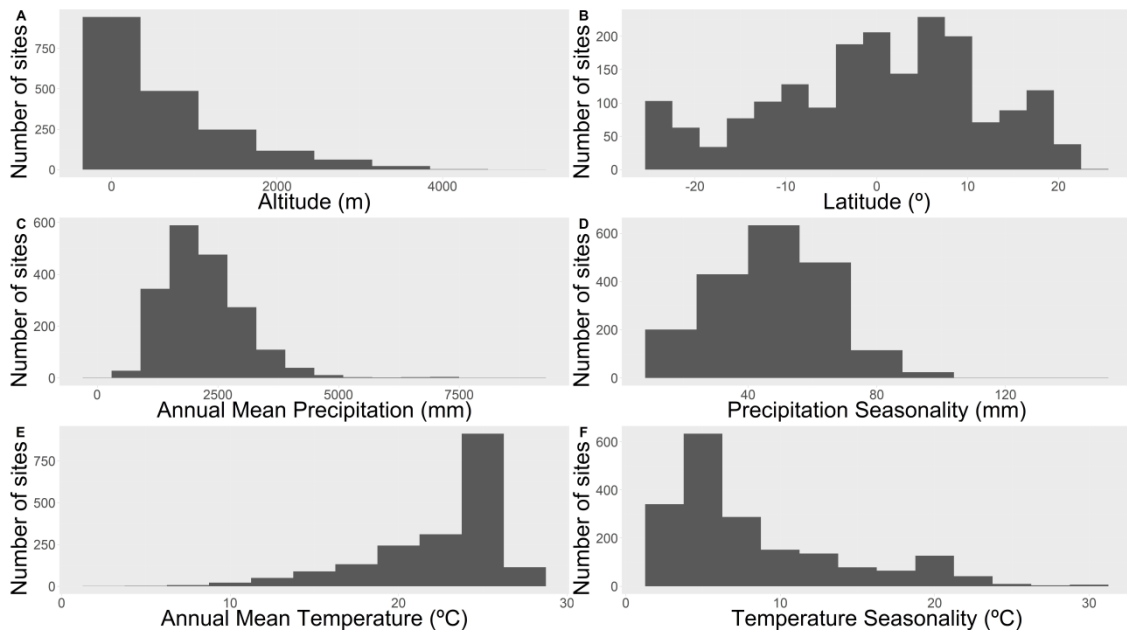 A
Number of sites
750
500
250
0
0 2000 4000
Altitude (m)
B
Number of sites
200
150
100
50
0
-20 -10 0 10 20
Latitude (º)
C
Number of sites
600
400
200
0
0 2500 5000 7500
Annual Mean Precipitation (mm)
D
Number of sites
600
400
200
0
40 80 120
Precipitation Seasonality (mm)
E
Number of sites
750
500
250
0
0 10 20 30
Annual Mean Temperature (ºC)
F
Number of sites
600
400
200
0
0 10 20 30
Temperature Seasonality (ºC)